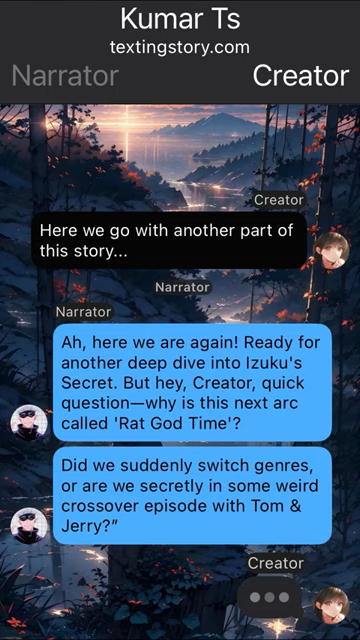 Kumar Ts
textingstory.com
Narrator
Creator
Creator
Here we go with another part of
this story...
Narrator
Narrator
Ah, here we are again! Ready for
another deep dive into Izuku's
Secret. But hey, Creator, quick
question—why is this next arc
called 'Rat God Time'?
Did we suddenly switch genres,
or are we secretly in some weird
crossover episode with Tom &
Jerry?”
Creator